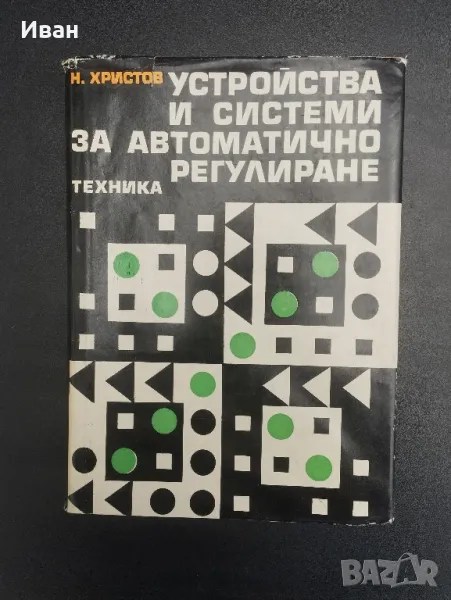 Иван
Н. ХРИСТОВ
УСТРОЙСТВА
И СИСТЕМИ
ЗА АВТОМАТИЧНО
РЕГУЛИРАНЕ
ТЕХНИКА
BAZAR